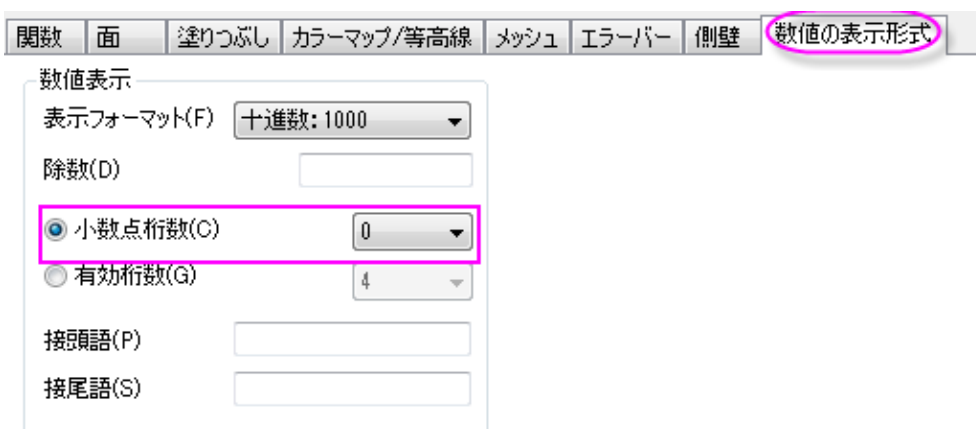 関数 面 塗りつぶし カラーマップ/等高線 メッシュ エラーバー 側壁 数値の表示形式
数値表示
表示フォーマット(F) 十進数: 1000
除数(D)
小数点桁数(C) 0
有効桁数(G) 4
接頭語(P)
接尾語(S)